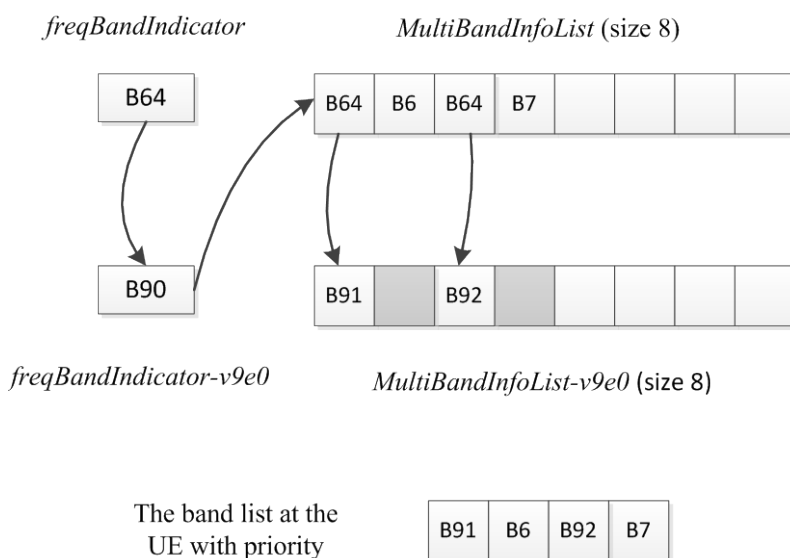 freqBandIndicator
MultiBandInfoList (size 8)
B64
B64 B6 B64 B7
B90
B91 B92
freqBandIndicator-v9e0
MultiBandInfoList-v9e0 (size 8)
The band list at the
UE with priority
B91 B6 B92 B7